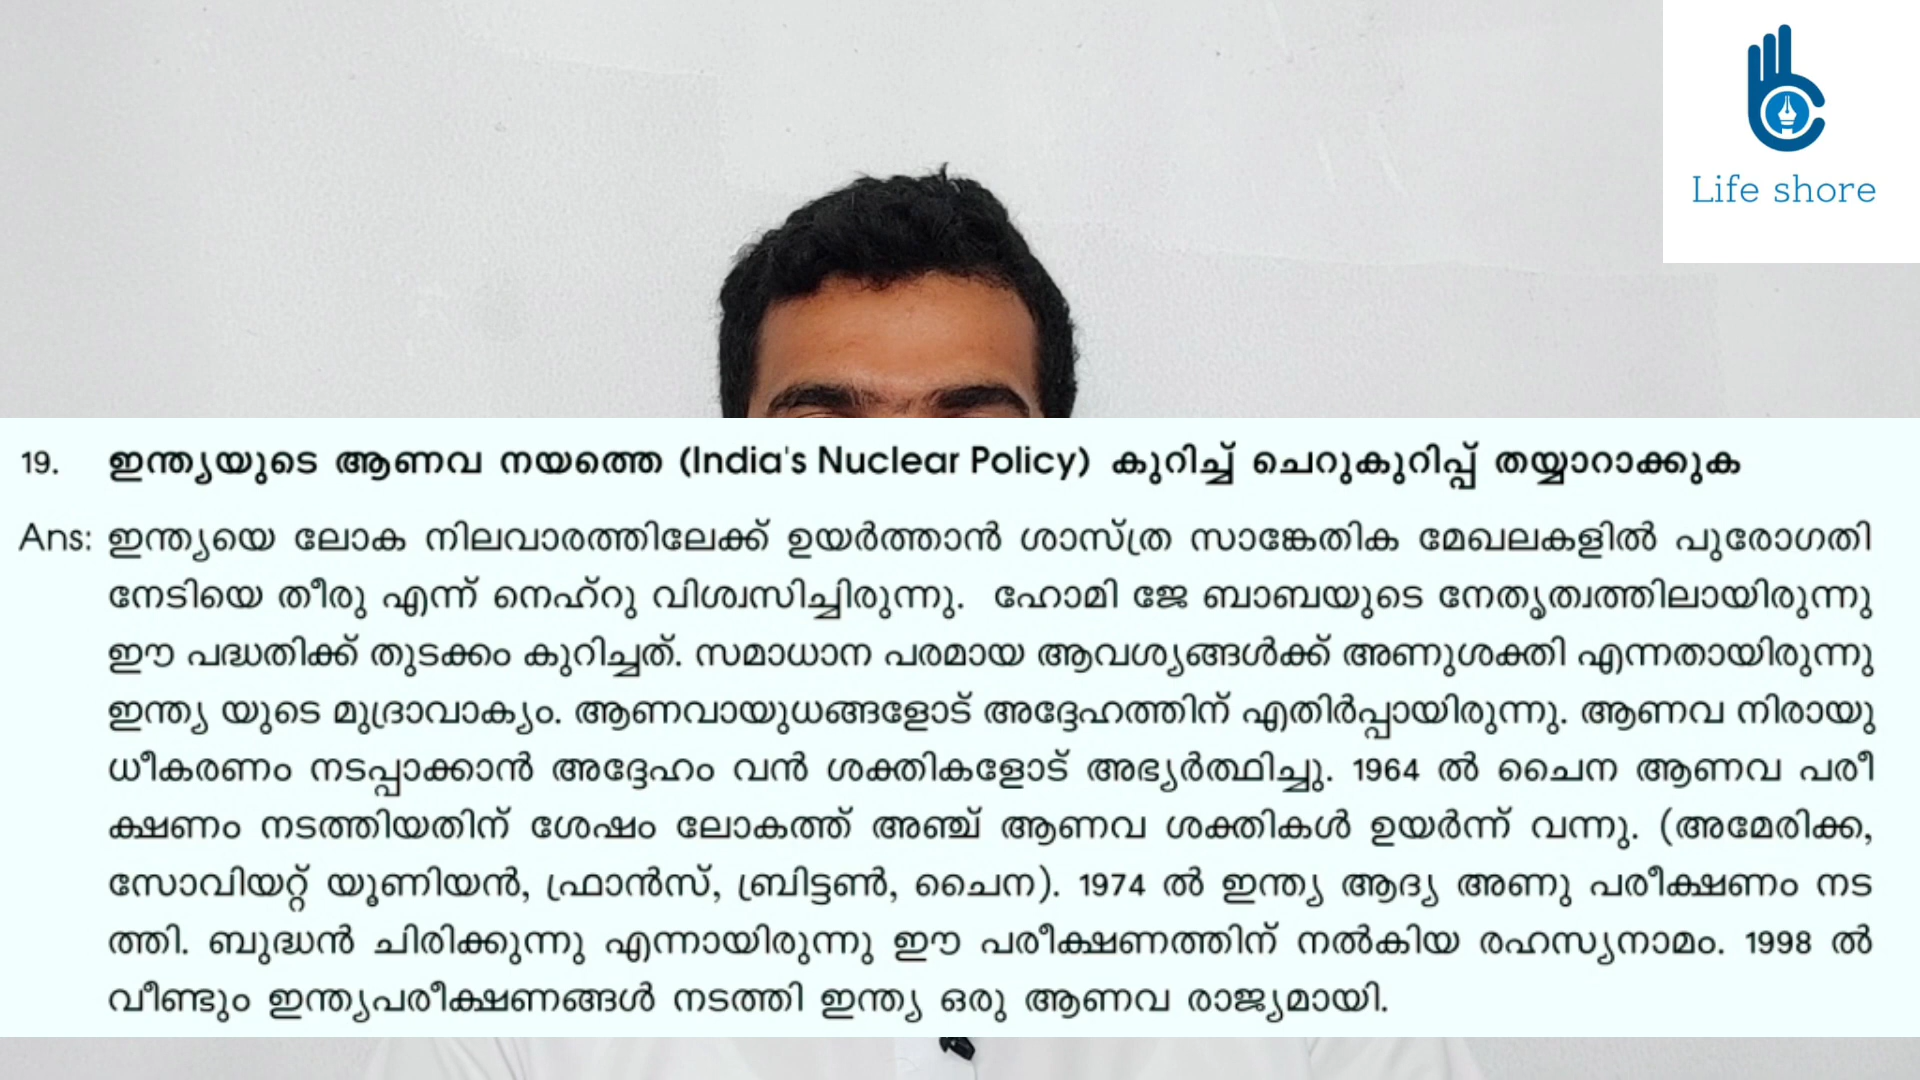 Life shore
19. ഇന്ത്യയുടെ ആണവ നയത്തെ (India's Nuclear Policy) കുറിച്ച് ചെറുകുറിപ്പ് തയ്യാറാക്കുക
Ans: ഇന്ത്യയെ ലോക നിലവാരത്തിലേക്ക് ഉയർത്താൻ ശാസ്ത്ര സാങ്കേതിക മേഖലകളിൽ പുരോഗതി
നേടിയെ തീരു എന്ന് നെഹ്റു വിശ്വസിച്ചിരുന്നു. ഹോമി ജേ ബാബയുടെ നേതൃത്വത്തിലായിരുന്നു
ഈ പദ്ധതിക്ക് തുടക്കം കുറിച്ചത്. സമാധാന പരമായ ആവശ്യങ്ങൾക്ക് അണുശക്തി എന്നതായിരുന്നു
ഇന്ത്യ യുടെ മുദ്രാവാക്യം. ആണവായുധങ്ങളോട് അദ്ദേഹത്തിന് എതിർപ്പായിരുന്നു. ആണവ നിരായു
ധീകരണം നടപ്പാക്കാൻ അദ്ദേഹം വൻ ശക്തികളോട് അഭ്യർത്ഥിച്ചു. 1964 ൽ ചൈന ആണവ പരീ
ക്ഷണം നടത്തിയതിന് ശേഷം ലോകത്ത് അഞ്ച് ആണവ ശക്തികൾ ഉയർന്ന് വന്നു. (അമേരിക്ക,
സോവിയറ്റ് യൂണിയൻ, ഫ്രാൻസ്, ബ്രിട്ടൺ, ചൈന). 1974 ൽ ഇന്ത്യ ആദ്യ അണു പരീക്ഷണം നട
ത്തി. ബുദ്ധൻ ചിരിക്കുന്നു എന്നായിരുന്നു ഈ പരീക്ഷണത്തിന് നൽകിയ രഹസ്യനാമം. 1998 ൽ
വീണ്ടും ഇന്ത്യപരീക്ഷണങ്ങൾ നടത്തി ഇന്ത്യ ഒരു ആണവ രാജ്യമായി.